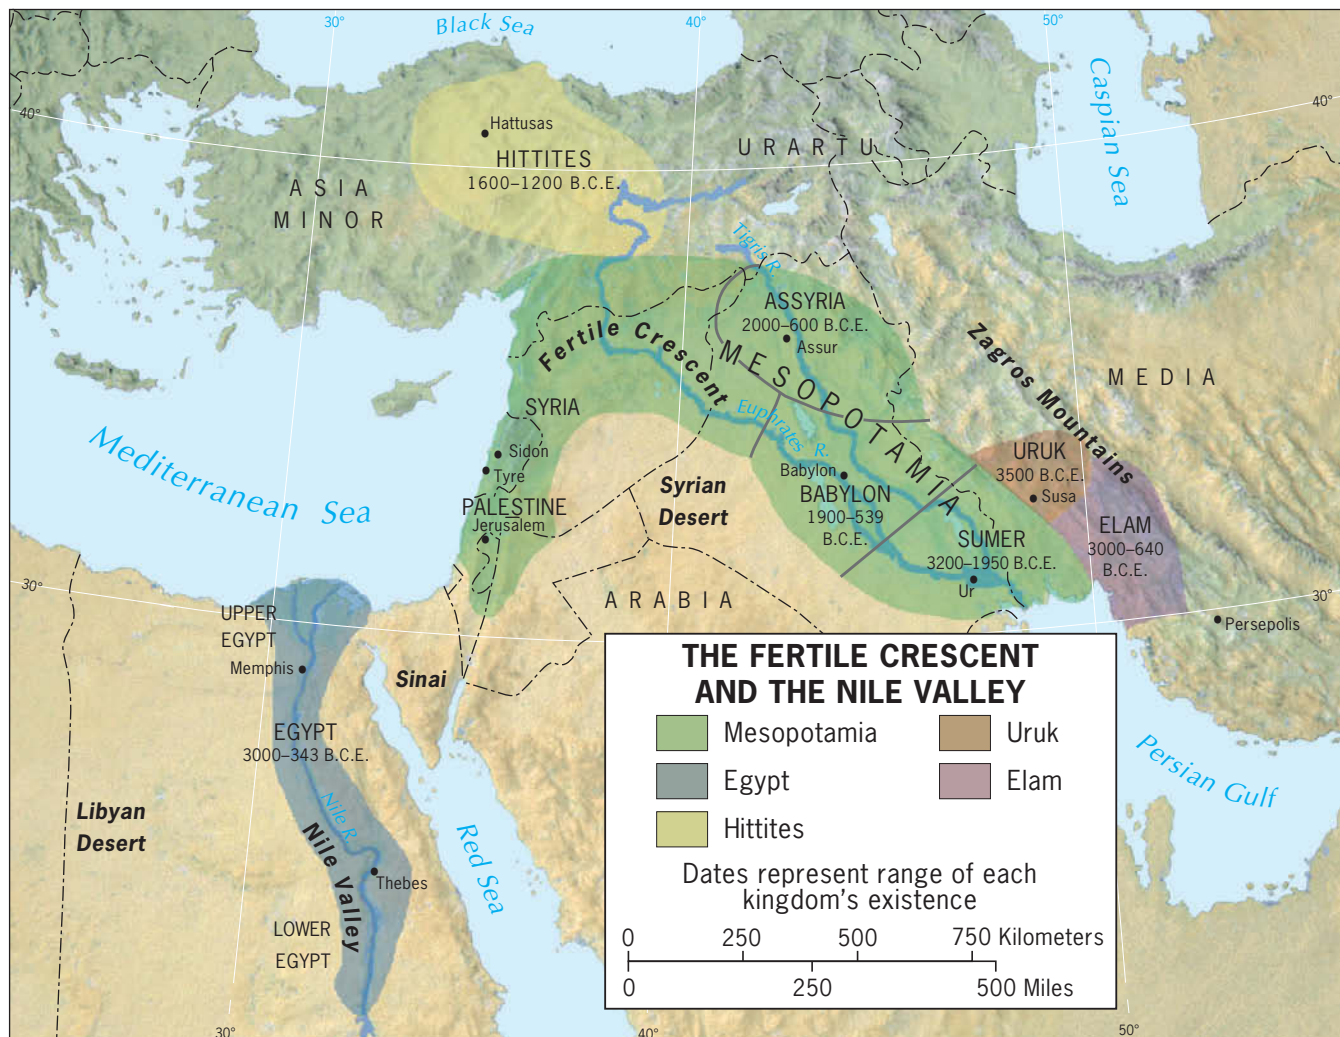 30°
40°
50°
Black Sea
Caspian Sea
40°
40°
Hattusas
HITTITES
1600–1200 B.C.E.
URARTU
ASIA
MINOR
Tigris R.
ASSYRIA
2000–600 B.C.E.
Assur
Fertile Crescent
MESOPOTAMIA
Zagros Mountains
MEDIA
SYRIA
Euphrates R.
Mediterranean Sea
Sidon
Tyre
Syrian
Desert
Babylon
BABYLON
1900–539
B.C.E.
URUK
3500 B.C.E.
Susa
PALESTINE
Jerusalem
SUMER
3200–1950 B.C.E.
Ur
ELAM
3000–640
B.C.E.
30°
30°
ARABIA
Persepolis
UPPER
EGYPT
Memphis
Sinai
EGYPT
3000–343 B.C.E.
Libyan
Desert
Nile R.
Nile Valley
Red Sea
Persian Gulf
Thebes
LOWER
EGYPT
THE FERTILE CRESCENT
AND THE NILE VALLEY
Mesopotamia
Uruk
Egypt
Elam
Hittites
Dates represent range of each
kingdom's existence
0 250 500 750 Kilometers
0 250 500 Miles
30°
40°
50°